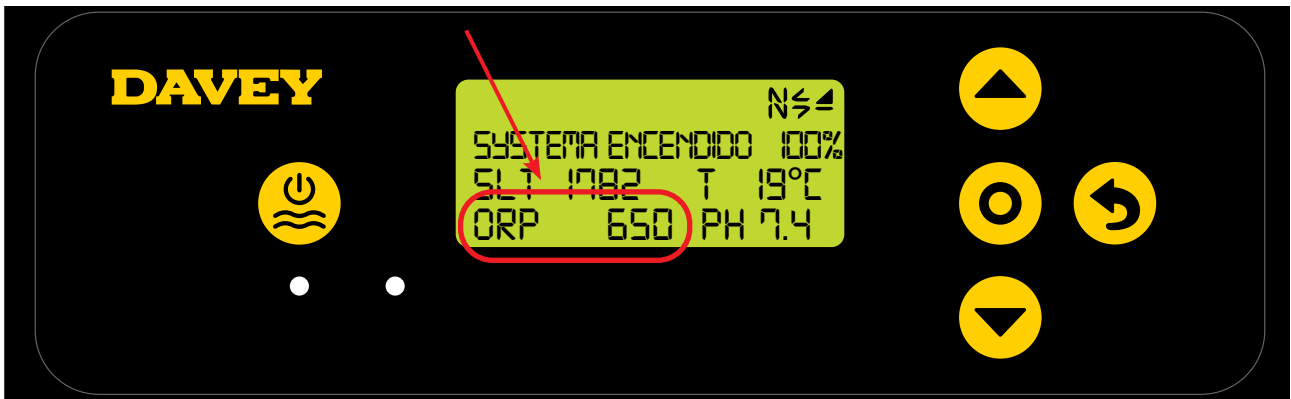 DAVEY
SYSTEMA ENCENDIDO 100%
SLT 1782 T 19°C
ORP 650 PH 7.4